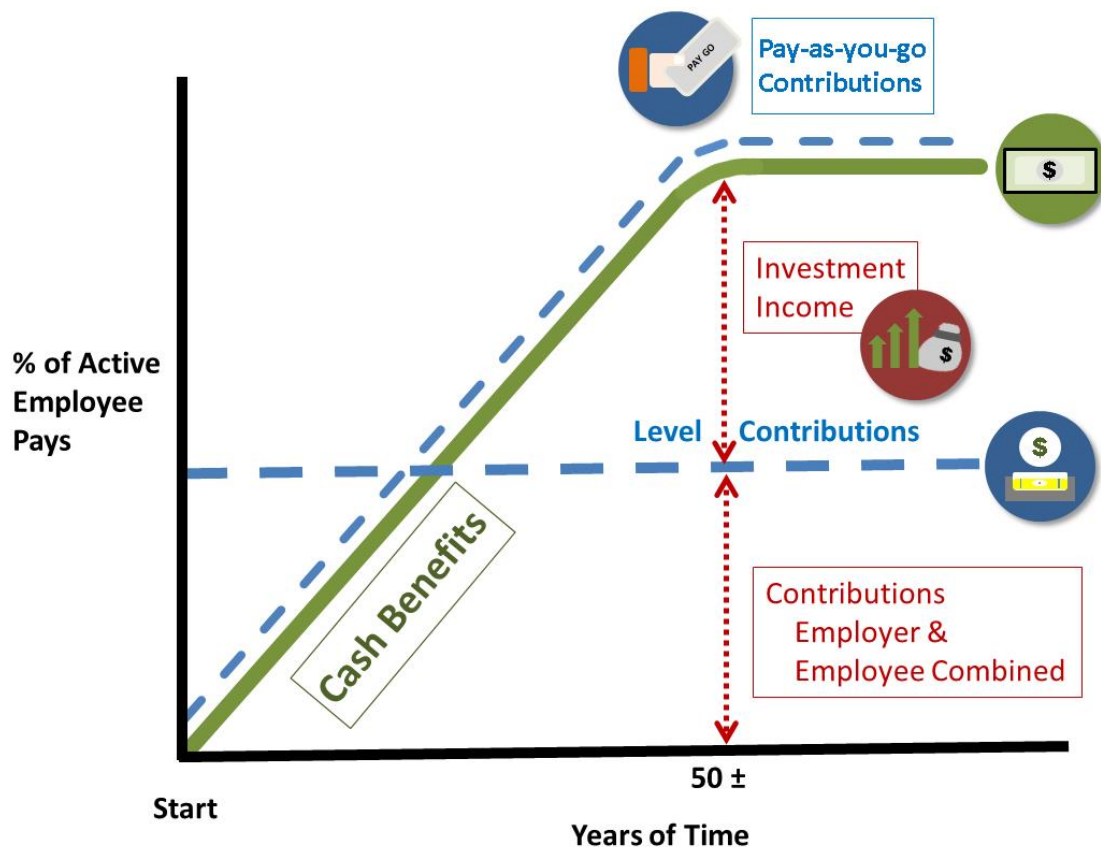 PAY GO
Pay-as-you-go
Contributions
$
Investment
Income
$
% of Active
Employee
Pays
Level Contributions
$
Cash Benefits
Contributions
Employer &
Employee Combined
50 ±
Start
Years of Time